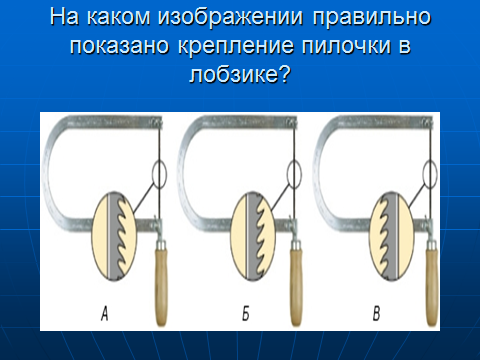 На каком изображении правильно
показано крепление пилочки в
лобзике?
А Б В